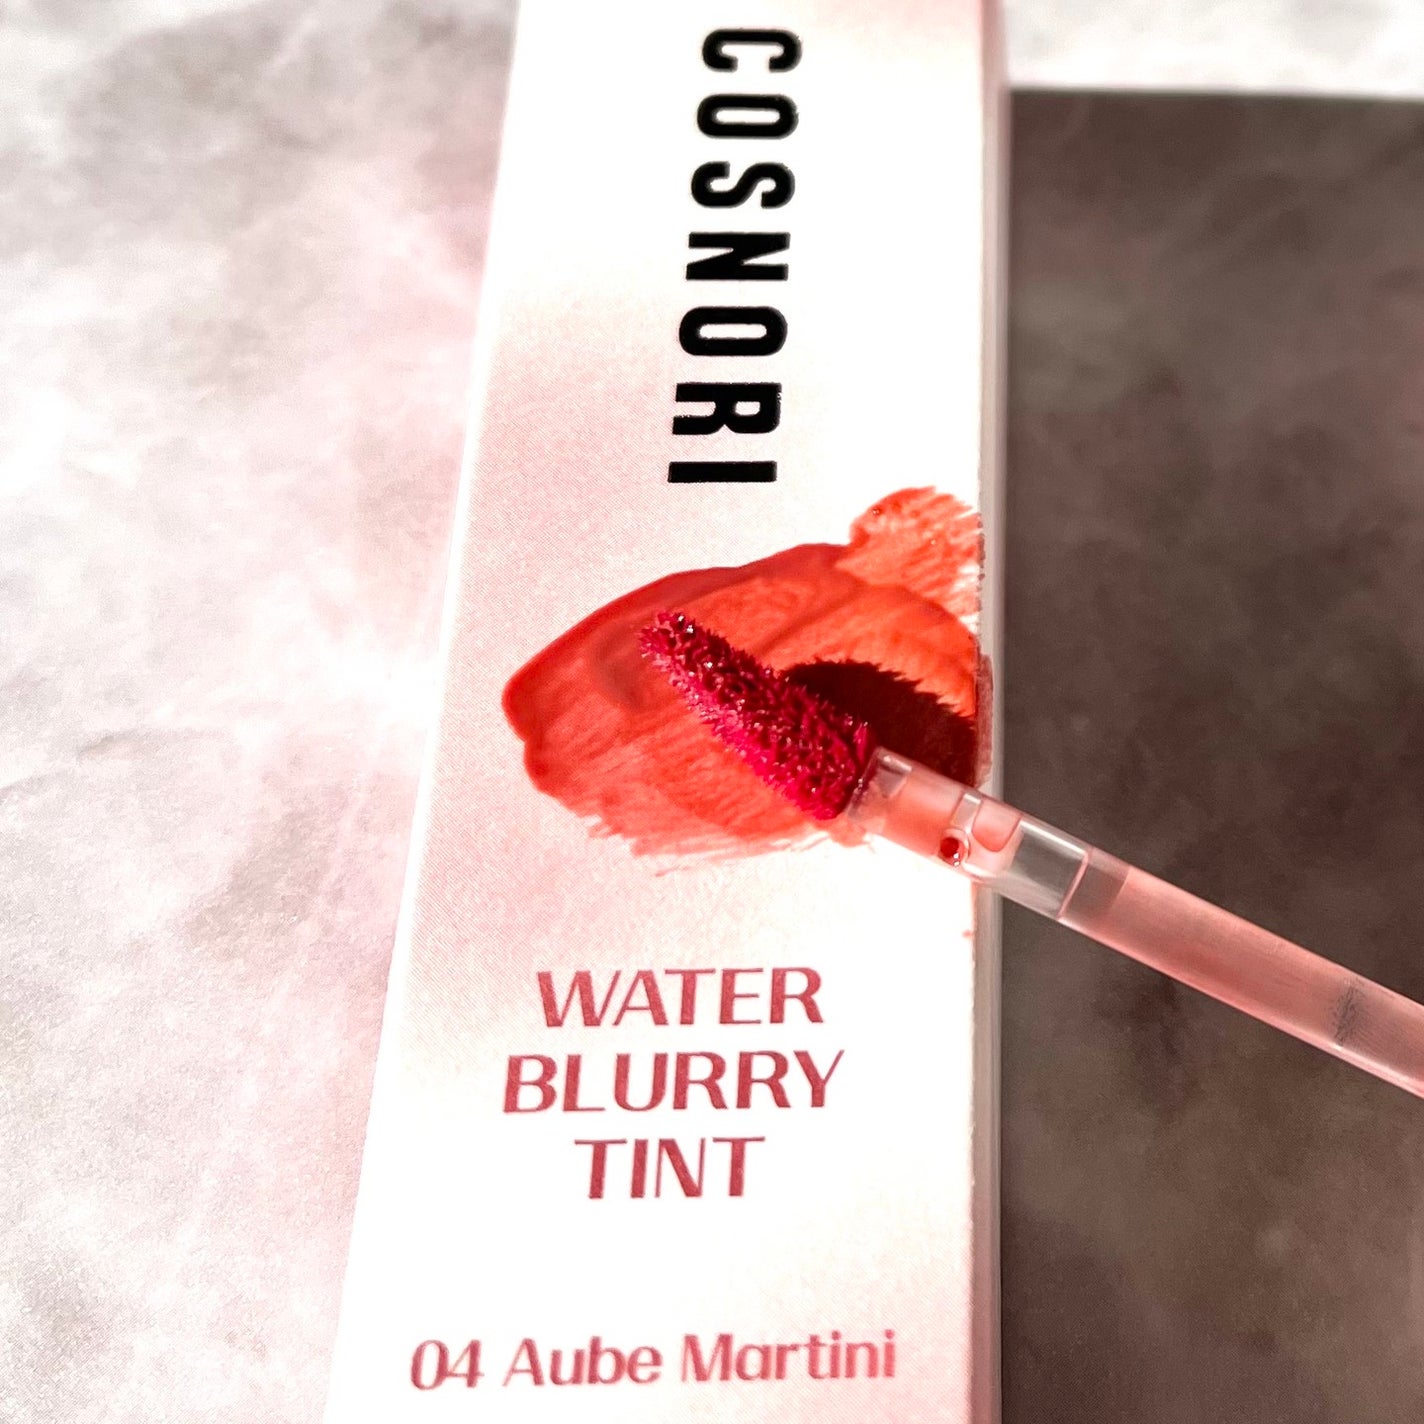 COSNORI
WATER
BLURRY
TINT
04 Aube Martini